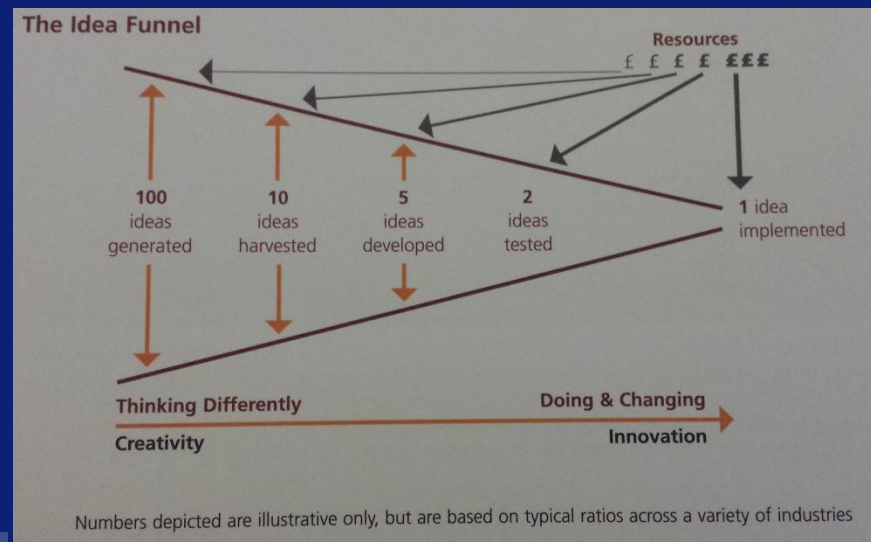 The Idea Funnel
Resources
£ £ £ £ £££
100
ideas
generated
10
ideas
harvested
5
ideas
developed
2
ideas
tested
1 idea
implemented
Thinking Differently
Doing & Changing
Creativity
Innovation
Numbers depicted are illustrative only, but are based on typical ratios across a variety of industries